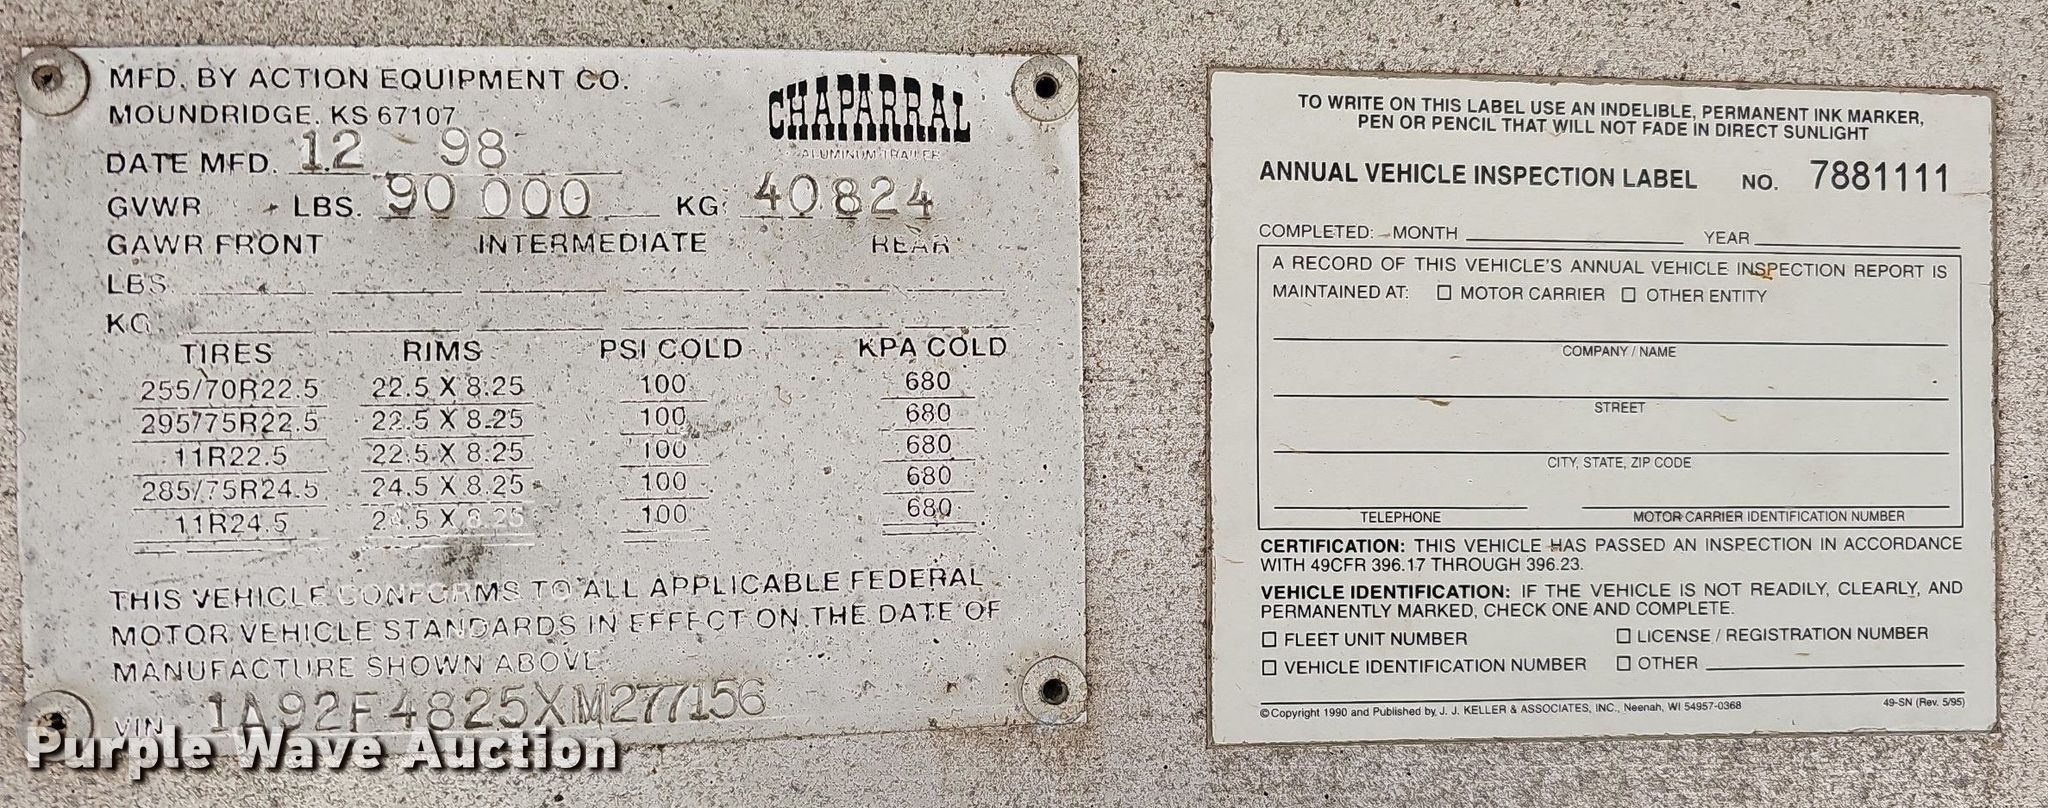 MFD. BY ACTION EQUIPMENT CO.
MOUNDRIDGE, KS 67107
CHAPARRAL
ALUMINUM TRAILER
DATE MFD. 12 98
GVWR LBS. 90 000 KG 40824
GAWR FRONT INTERMEDIATE REAR
LBS.
KG.
TIRES RIMS PSI COLD KPA COLD
255/70R22.5 22.5 X 8.25 100 680
295/75R22.5 22.5 X 8.25 100 680
11R22.5 22.5 X 8.25 100 680
285/75R24.5 24.5 X 8.25 100 680
11R24.5 24.5 X 8.25 100 680
THIS VEHICLE CONFORMS TO ALL APPLICABLE FEDERAL
MOTOR VEHICLE STANDARDS IN EFFECT ON THE DATE OF
MANUFACTURE SHOWN ABOVE
VIN 1A92F4825XM277156
Purple Wave Auction
TO WRITE ON THIS LABEL USE AN INDELIBLE, PERMANENT INK MARKER,
PEN OR PENCIL THAT WILL NOT FADE IN DIRECT SUNLIGHT
ANNUAL VEHICLE INSPECTION LABEL NO. 7881111
COMPLETED: MONTH YEAR
A RECORD OF THIS VEHICLE'S ANNUAL VEHICLE INSPECTION REPORT IS
MAINTAINED AT: ☐ MOTOR CARRIER ☐ OTHER ENTITY
COMPANY / NAME
STREET
CITY, STATE, ZIP CODE
TELEPHONE MOTOR CARRIER IDENTIFICATION NUMBER
CERTIFICATION: THIS VEHICLE HAS PASSED AN INSPECTION IN ACCORDANCE
WITH 49CFR 396.17 THROUGH 396.23.
VEHICLE IDENTIFICATION: IF THE VEHICLE IS NOT READILY, CLEARLY, AND
PERMANENTLY MARKED, CHECK ONE AND COMPLETE.
☐ FLEET UNIT NUMBER ☐ LICENSE / REGISTRATION NUMBER
☐ VEHICLE IDENTIFICATION NUMBER ☐ OTHER
© Copyright 1990 and Published by J. J. KELLER & ASSOCIATES, INC., Neenah, WI 54957-0368 49-SN (Rev. 5/95)